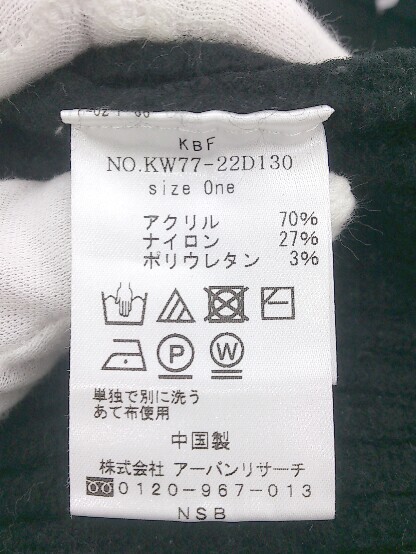 KBF
NO.KW77-22D130
size One
アクリル 70%
ナイロン 27%
ポリウレタン 3%
P W
単独で別に洗う
あて布使用
中国製
株式会社 アーバンリサーチ
0120-967-013
NSB